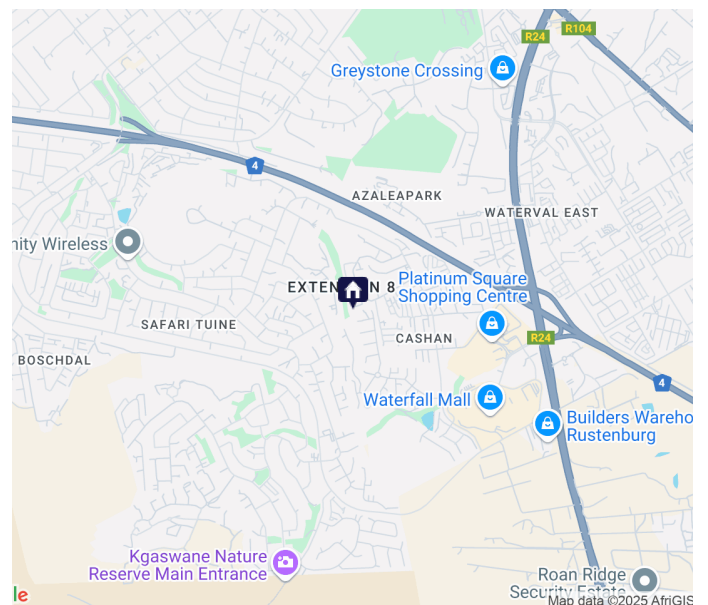 R24
R104
Greystone Crossing
4
AZALEAPARK
WATERVAL EAST
nity Wireless
EXTEN N 8
Platinum Square
Shopping Centre
SAFARI TUINE
CASHAN
R24
BOSCHDAL
4
Waterfall Mall
Builders Wareho
Rustenburg
Kgaswane Nature
Reserve Main Entrance
Roan Ridge
Security Estate
le
Map data ©2025 AfriGIS